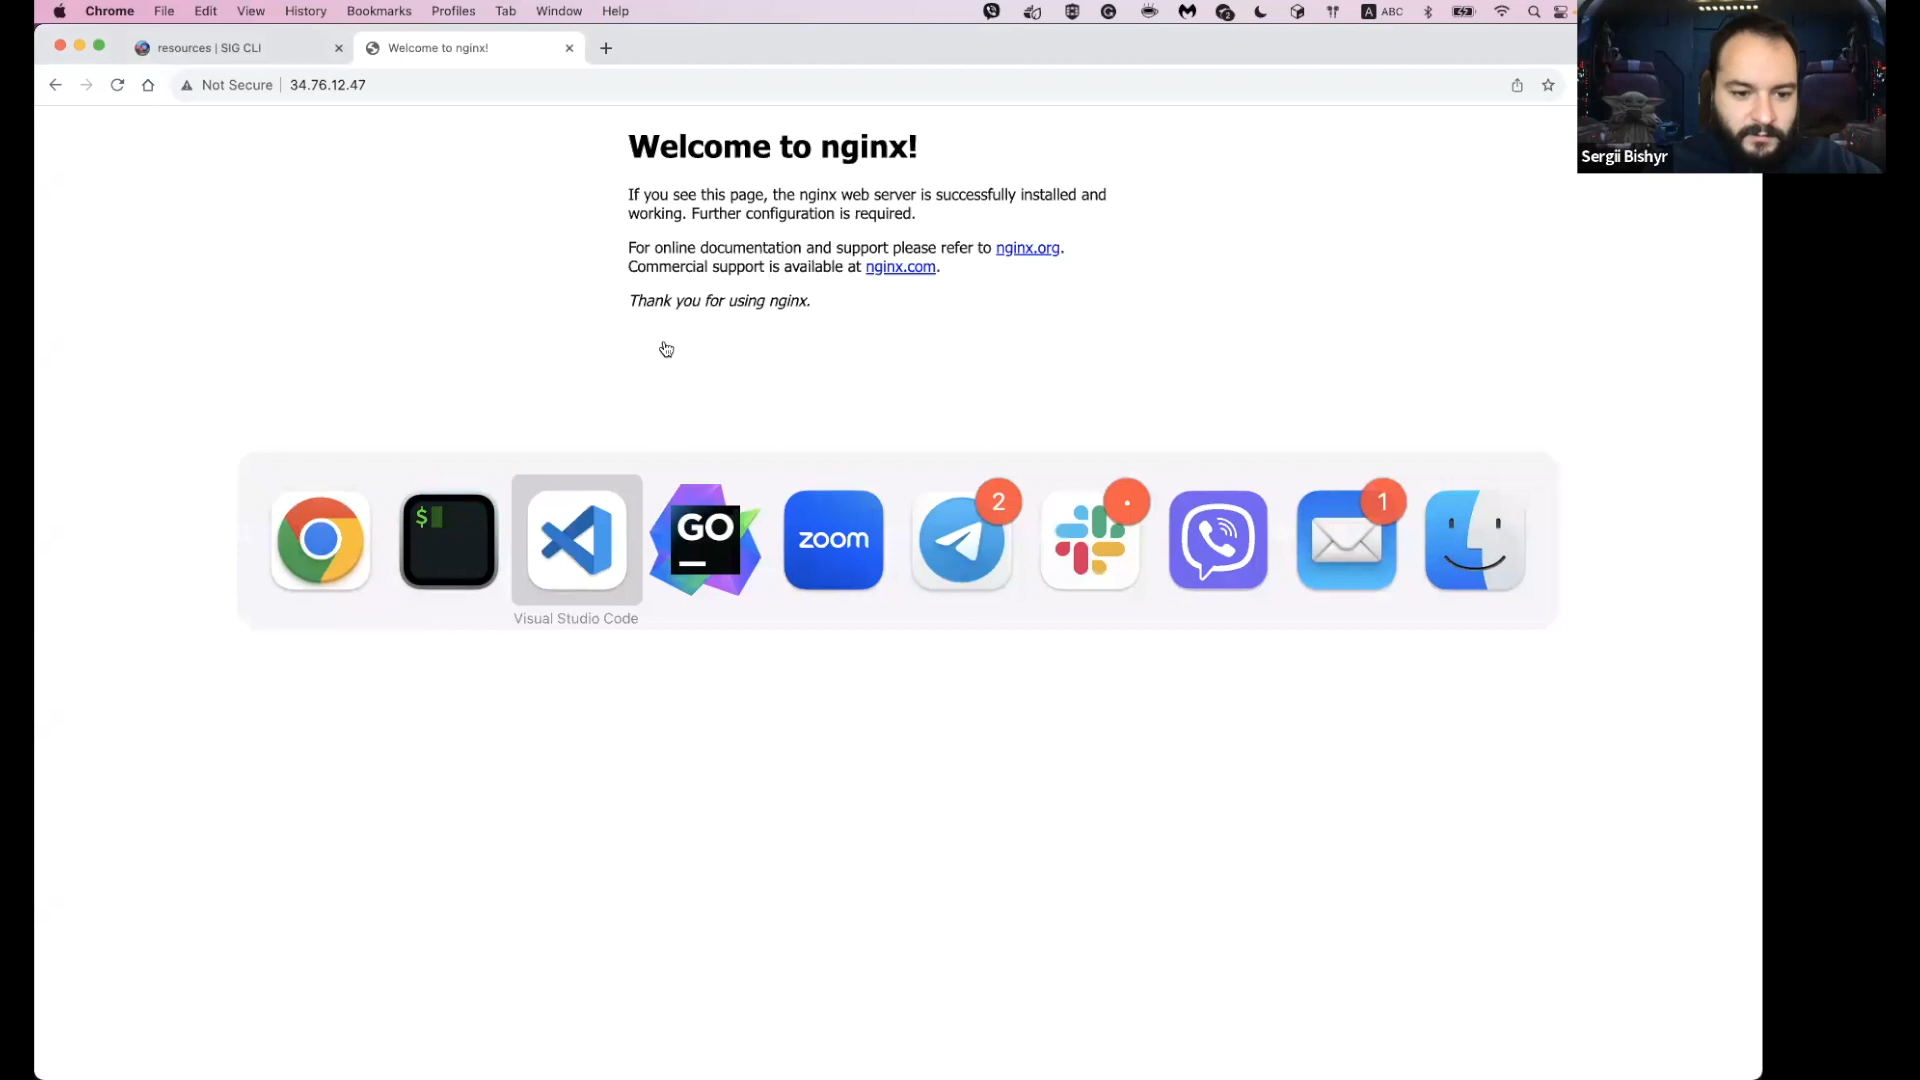 Chrome File Edit View History Bookmarks Profiles Tab Window Help
2
A ABC
resources | SIG CLI
Welcome to nginx!
Not Secure
34.76.12.47
Sergii Bishyr
Welcome to nginx!
If you see this page, the nginx web server is successfully installed and
working. Further configuration is required.
For online documentation and support please refer to nginx.org.
Commercial support is available at nginx.com.
Thank you for using nginx.
$
GO
zoom
2
1
Visual Studio Code